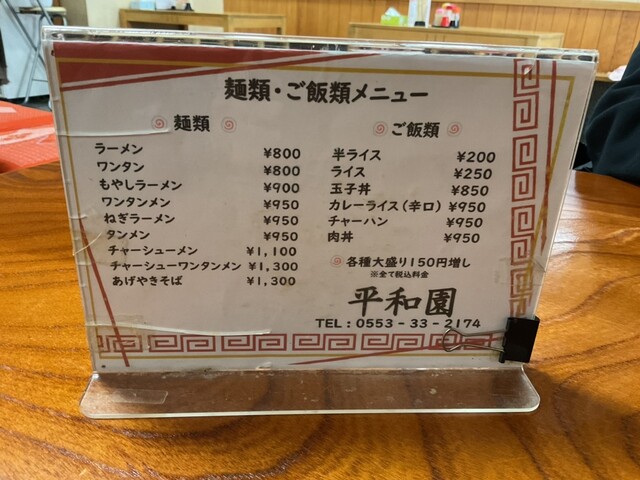 麺類・ご飯類メニュー
麺類
ラーメン ¥800
ワンタン ¥800
もやしラーメン ¥900
ワンタンメン ¥950
ねぎラーメン ¥950
タンメン ¥950
チャーシューメン ¥1,100
チャーシューワンタンメン ¥1,300
あげやきそば ¥1,300
ご飯類
半ライス ¥200
ライス ¥250
玉子丼 ¥850
カレーライス(辛口) ¥950
チャーハン ¥950
肉丼 ¥950
各種大盛り150円増し
※全て税込料金
平和園
TEL:0553-33-2174